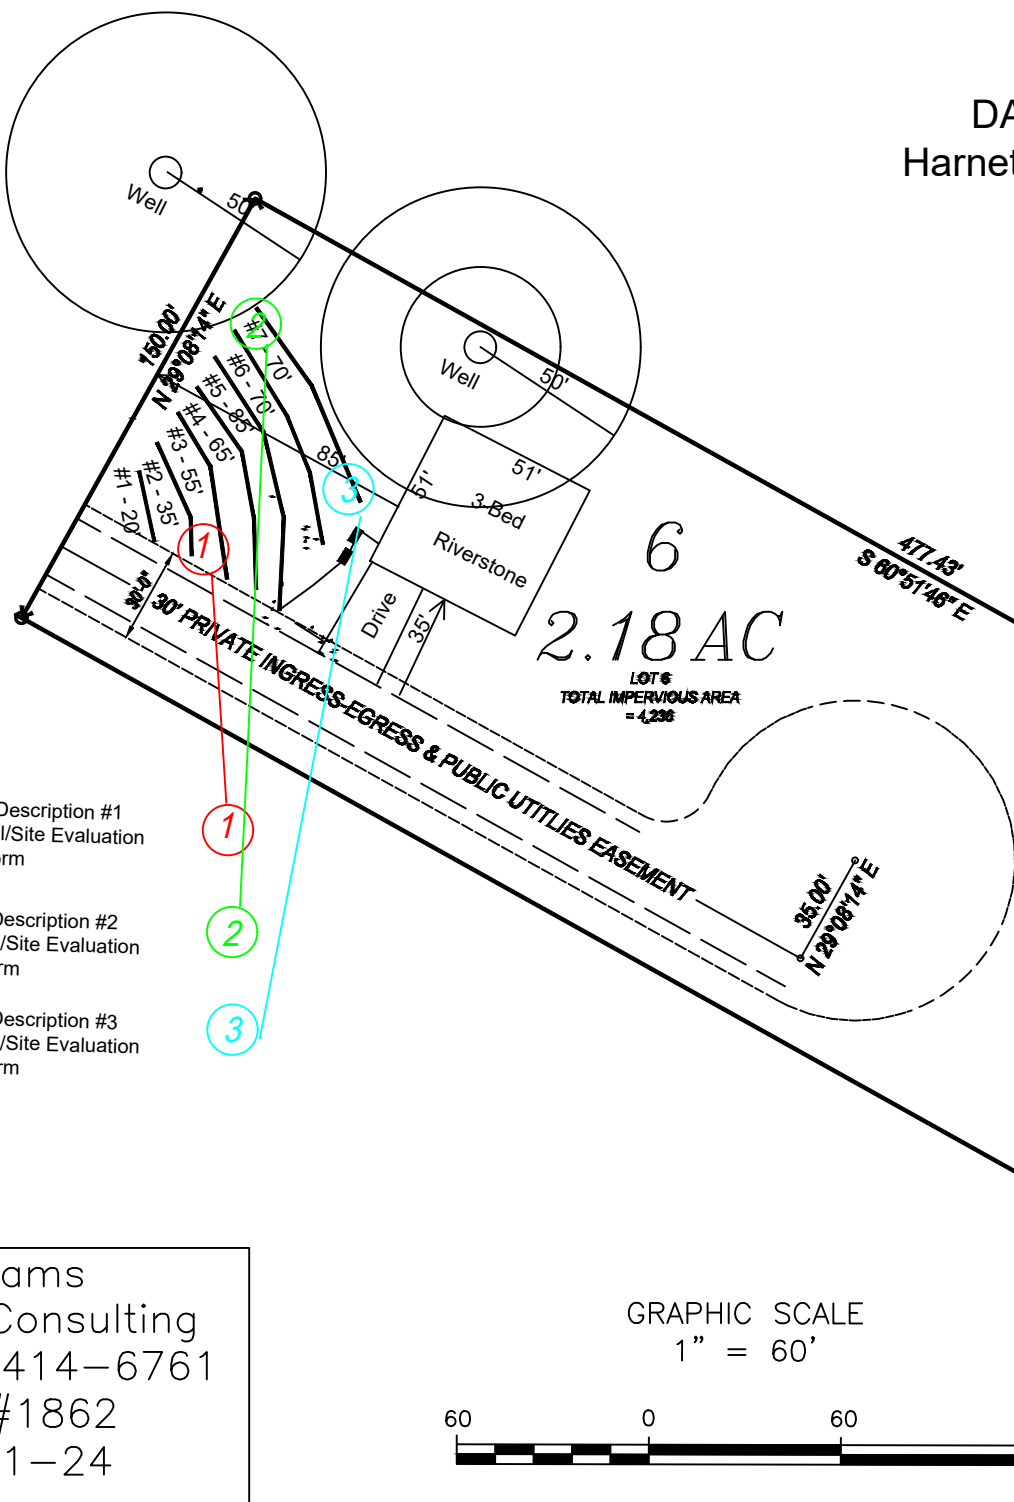 DA
Harnet
Well
50'
150.00'
N 29°08'14" E
2
#7 - 70'
#6 - 70'
#5 - 85'
#4 - 65'
#3 - 55'
#2 - 35'
#1 - 20'
1
85'
3
Well
50'
51'
51'
3-Bed
Riverstone
Drive
35'
6
2.18 AC
LOT 6
TOTAL IMPERVIOUS AREA
= 4,236
477.43'
S 60°51'46" E
30'-0"
30' PRIVATE INGRESS-EGRESS & PUBLIC UTITLIES EASEMENT
35.00'
N 29°08'14" E
Description #1
l/Site Evaluation
orm
1
Description #2
l/Site Evaluation
rm
2
Description #3
l/Site Evaluation
rm
3
ams
Consulting
414-6761
#1862
1-24
GRAPHIC SCALE
1" = 60'
60 0 60